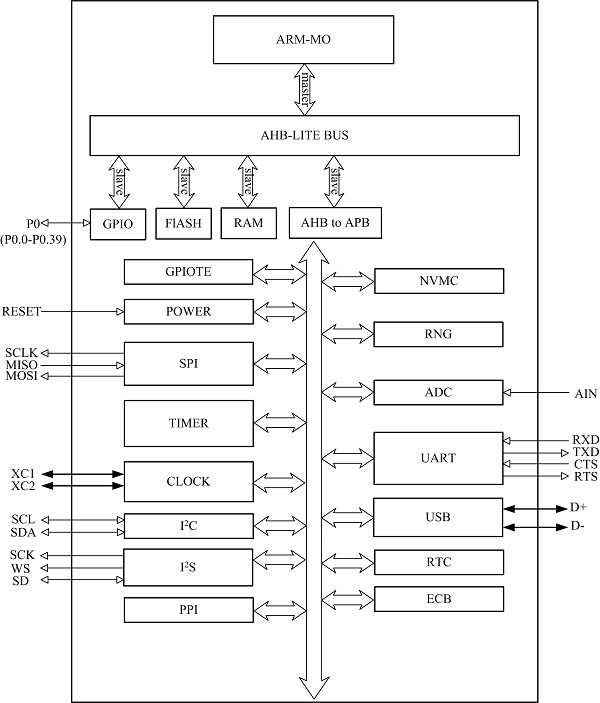 ARM-MO
master
AHB-LITE BUS
slave
slave
slave
slave
P0
(P0.0-P0.39)
GPIO
FlASH
RAM
AHB to APB
GPIOTE
NVMC
RESET
POWER
RNG
SCLK
MISO
MOSI
SPI
ADC
AIN
TIMER
UART
RXD
TXD
CTS
RTS
XC1
XC2
CLOCK
SCL
SDA
I²C
USB
D+
D-
SCK
WS
SD
I²S
RTC
PPI
ECB